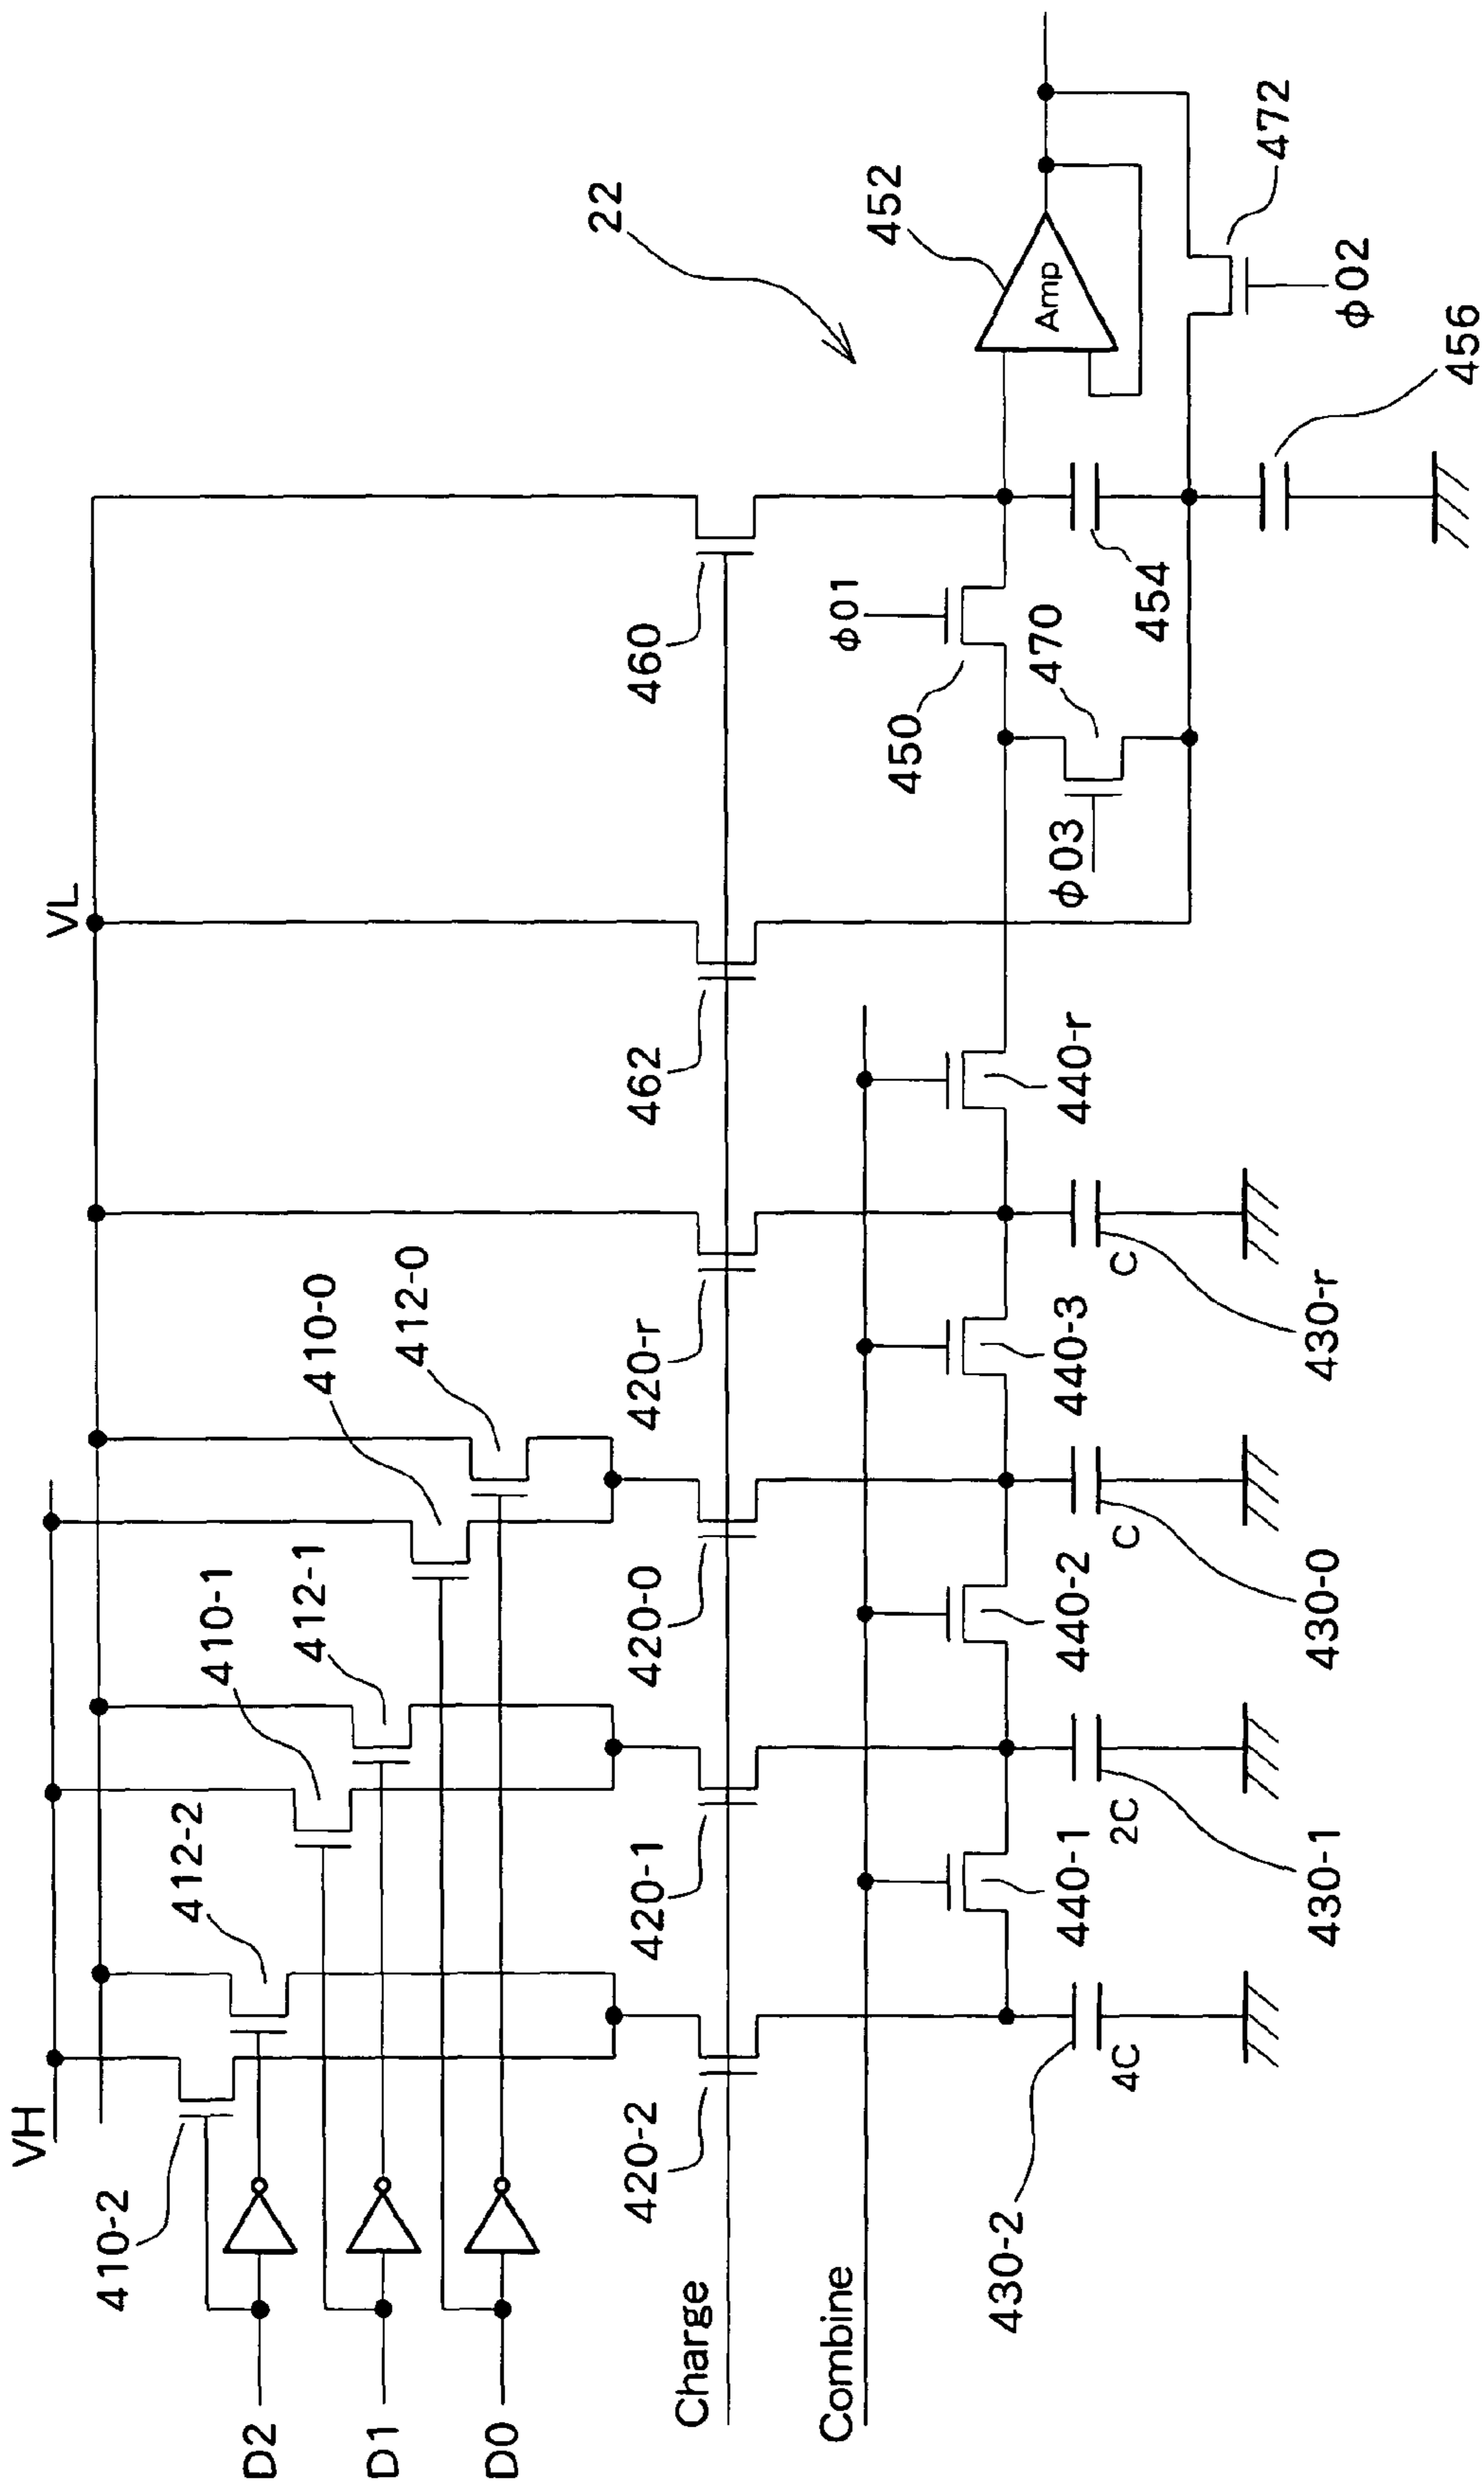 VH
VL
410-2
412-2
410-1
412-1
410-0
412-0
D2
D1
D0
Charge
420-2
420-1
420-0
420-r
462
460
22
Combine
440-1
440-2
440-3
440-r
450
ϕ01
452
Amp
470
ϕ03
454
472
ϕ02
456
430-2
4C
2C
430-1
C
430-0
C
430-r